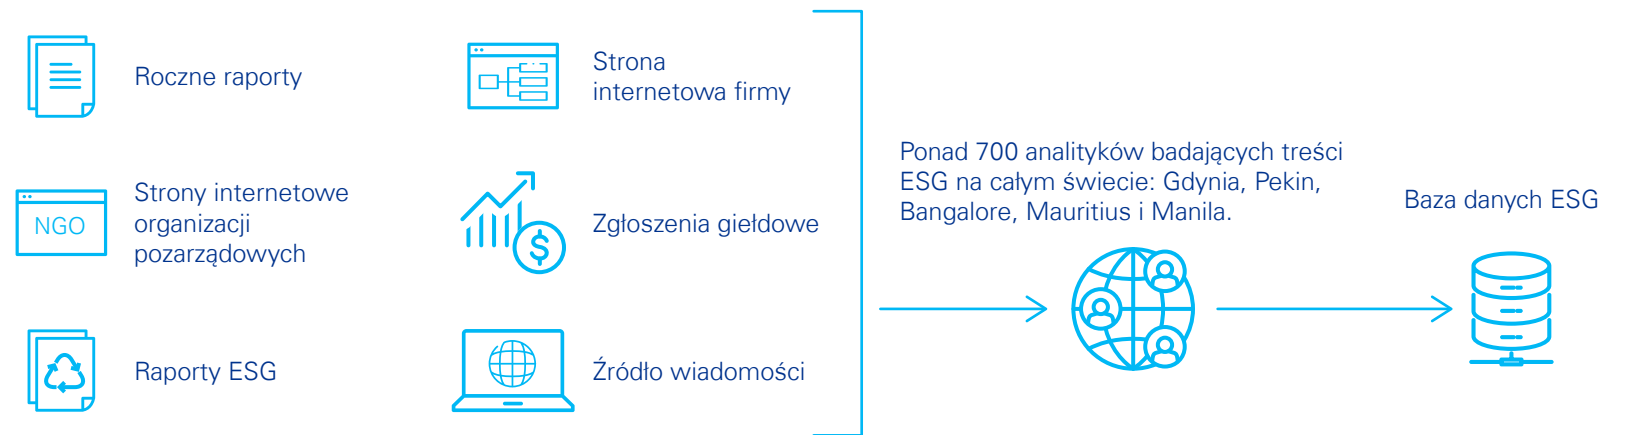 Roczne raporty
Strona
internetowa firmy
NGO
Strony internetowe
organizacji
pozarządowych
Zgłoszenia giełdowe
Raporty ESG
Źródło wiadomości
Ponad 700 analityków badających treści
ESG na całym świecie: Gdynia, Pekin,
Bangalore, Mauritius i Manila.
Baza danych ESG